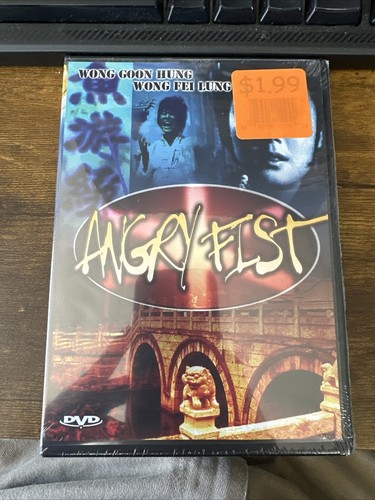 WONG GOON HUNG
WONG FEI LUNG
$1.99
ANGRY FIST
DVD